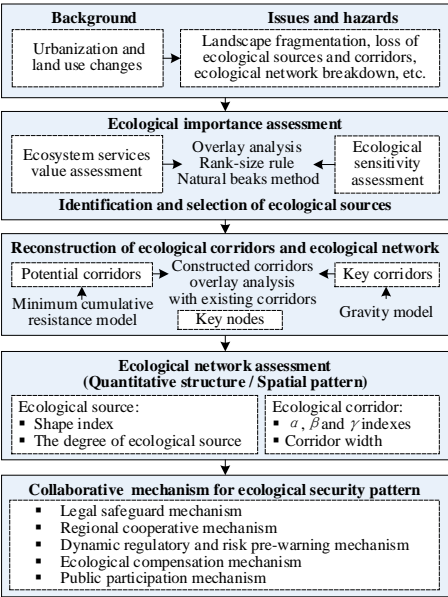 Background
Issues and hazards
Urbanization and
land use changes
Landscape fragmentation, loss of
ecological sources and corridors,
ecological network breakdown, etc.
Ecological importance assessment
Ecosystem services
value assessment
Overlay analysis
Rank-size rule
Natural beaks method
Ecological
sensitivity
assessment
Identification and selection of ecological sources
Reconstruction of ecological corridors and ecological network
Potential corridors
Constructed corridors
overlay analysis
with existing corridors
Key corridors
Minimum cumulative
resistance model
Key nodes
Gravity model
Ecological network assessment
(Quantitative structure / Spatial pattern)
Ecological source:
▪ Shape index
▪ The degree of ecological source
Ecological corridor:
▪ α, β and γ indexes
▪ Corridor width
Collaborative mechanism for ecological security pattern
▪ Legal safeguard mechanism
▪ Regional cooperative mechanism
▪ Dynamic regulatory and risk pre-warning mechanism
▪ Ecological compensation mechanism
▪ Public participation mechanism